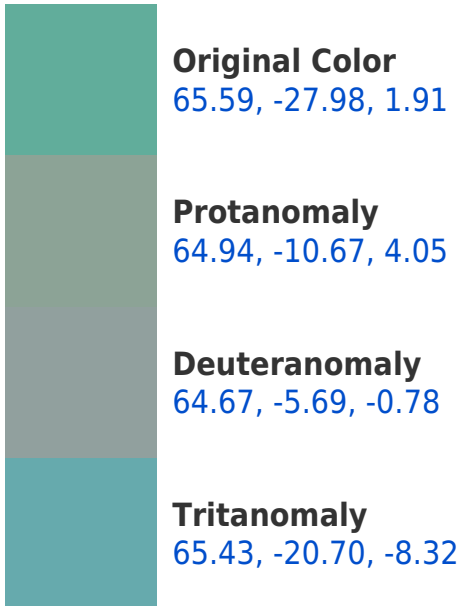 Original Color
65.59, -27.98, 1.91
Protanomaly
64.94, -10.67, 4.05
Deuteranomaly
64.67, -5.69, -0.78
Tritanomaly
65.43, -20.70, -8.32